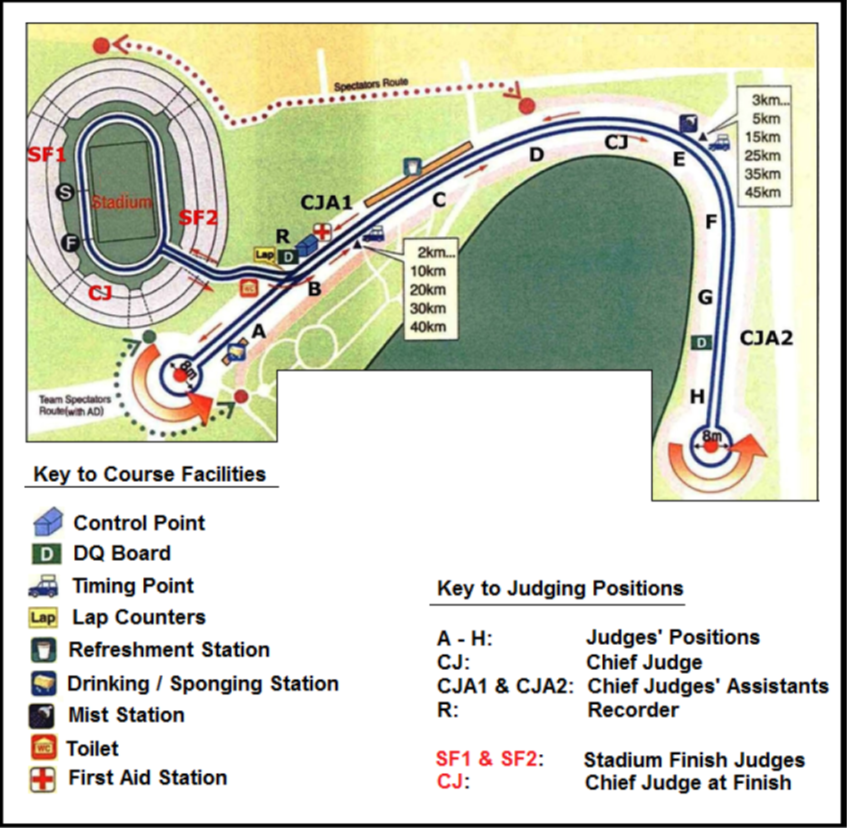 Spectators Route
3km...
5km
15km
25km
35km
45km
SF1
S
Stadium
SF2
F
CJ
CJA1
R
Lap
D
WC
A
B
C
D
CJ
E
F
G
D
CJA2
H
2km...
10km
20km
30km
40km
8m
8m
Team Spectators
Route(with AD)
Key to Course Facilities
Control Point
D DQ Board
Timing Point
Lap Lap Counters
Refreshment Station
Drinking / Sponging Station
Mist Station
WC Toilet
First Aid Station
Key to Judging Positions
A - H: Judges' Positions
CJ: Chief Judge
CJA1 & CJA2: Chief Judges' Assistants
R: Recorder
SF1 & SF2: Stadium Finish Judges
CJ: Chief Judge at Finish